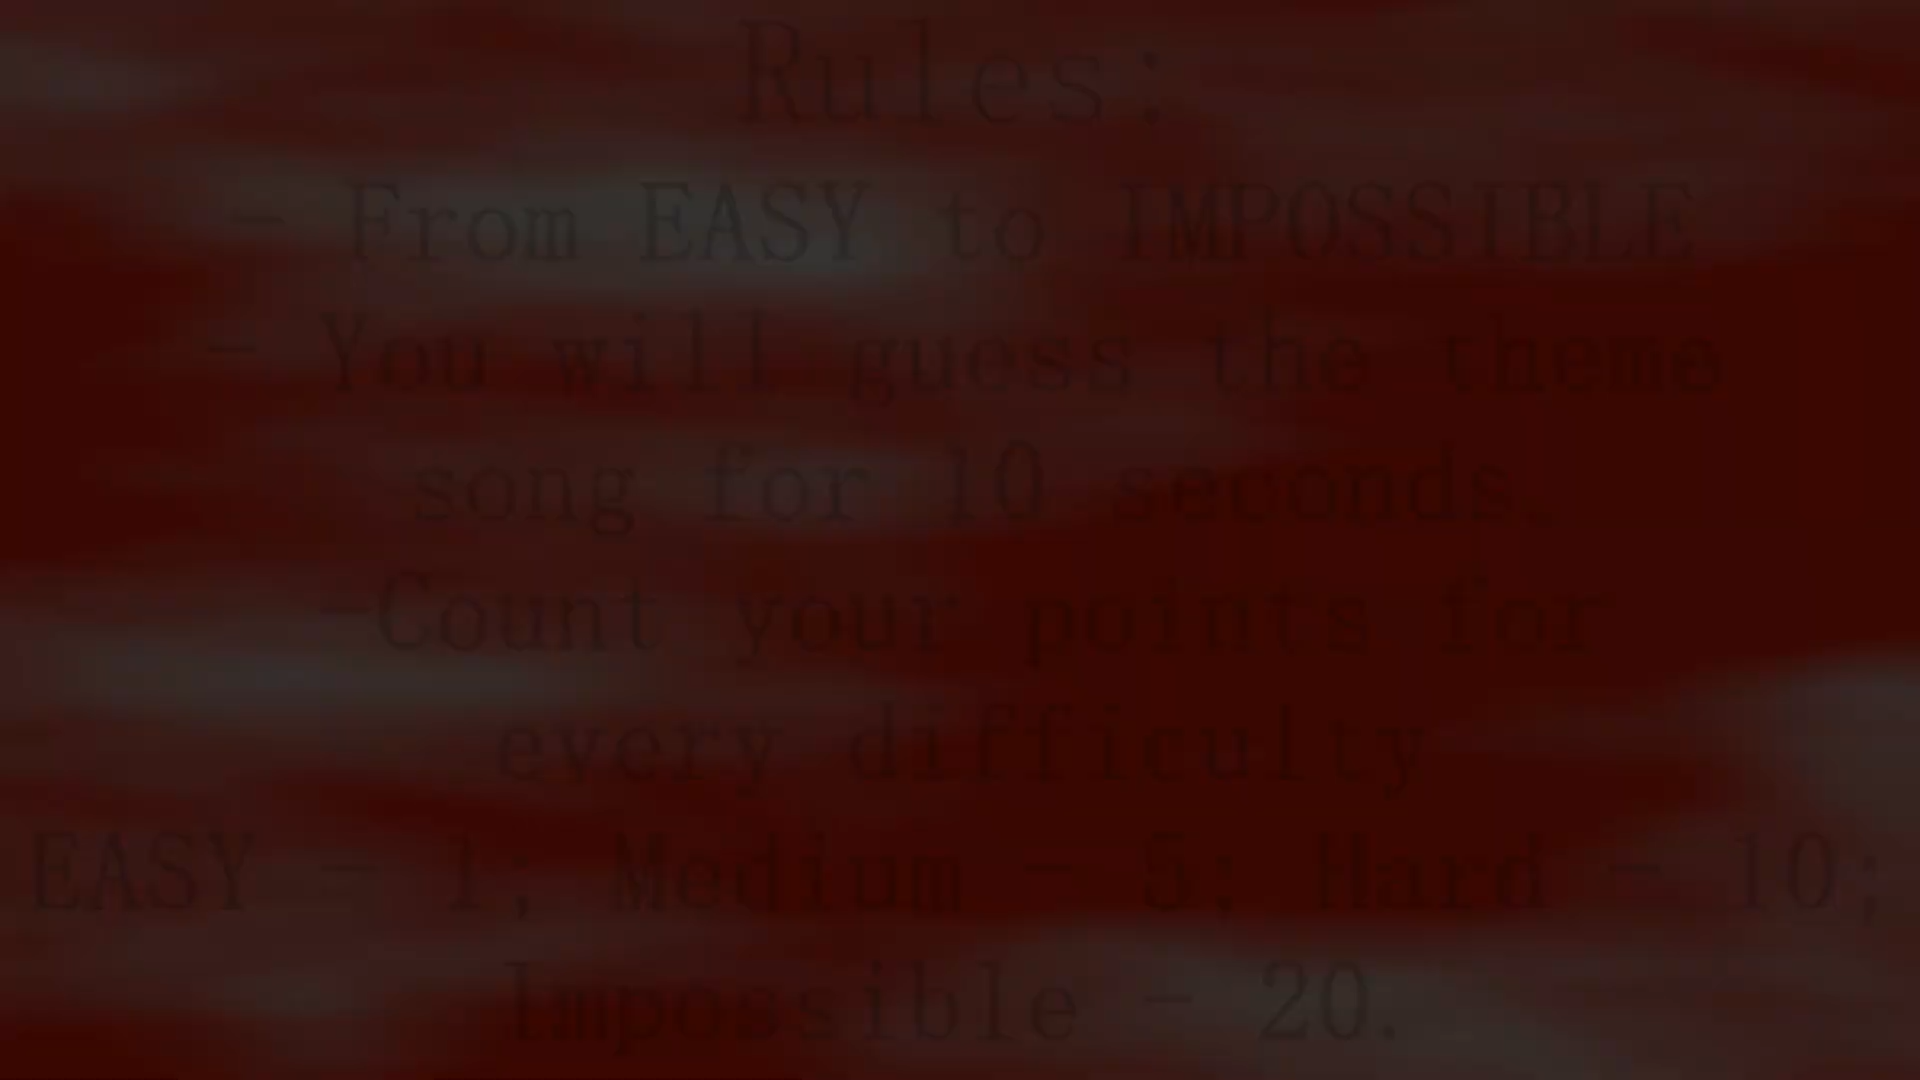 Rules:
- From EASY to IMPOSSIBLE
- You will guess the theme
song for 10 seconds.
-Count your points for
every difficulty
EASY - 1; Medium - 5; Hard - 10;
Impossible - 20.